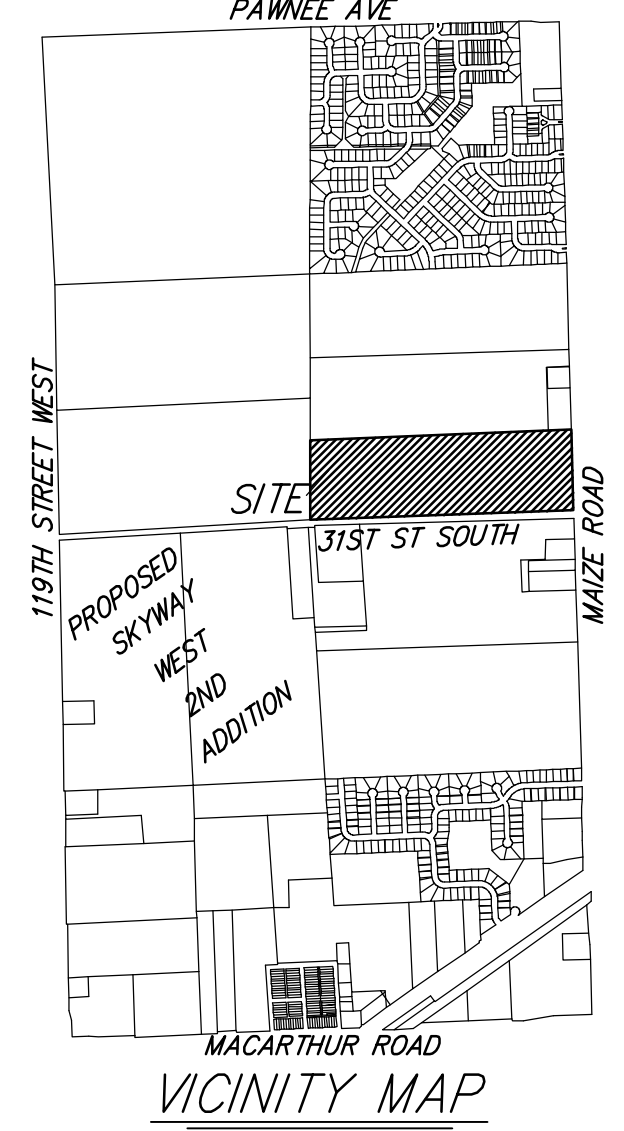 PAWNEE AVE
119TH STREET WEST
SITE
31ST ST SOUTH
MAIZE ROAD
PROPOSED
SKYWAY
WEST
2ND
ADDITION
MACARTHUR ROAD
VICINITY MAP